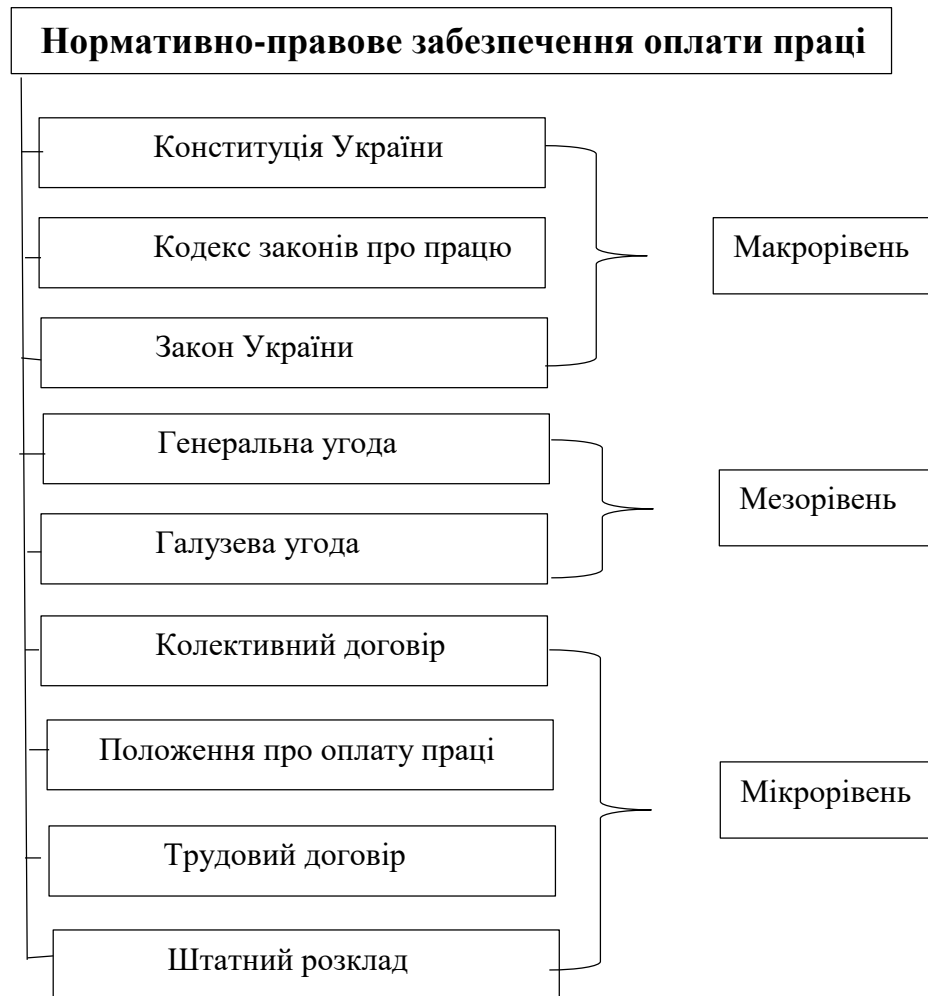 Нормативно-правове забезпечення оплати праці
Конституція України
Кодекс законів про працю
Макрорівень
Закон України
Генеральна угода
Мезорівень
Галузева угода
Колективний договір
Положення про оплату праці
Мікрорівень
Трудовий договір
Штатний розклад